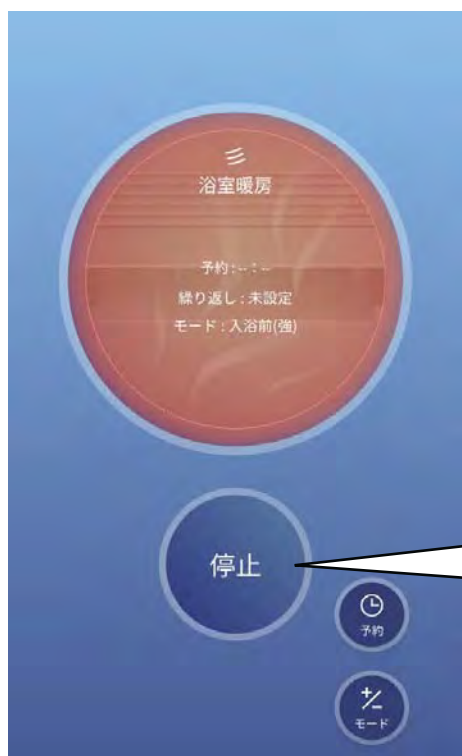 浴室暖房
予約 : -- : --
繰り返し : 未設定
モード : 入浴前(強)
停止
予約
+/-
モード